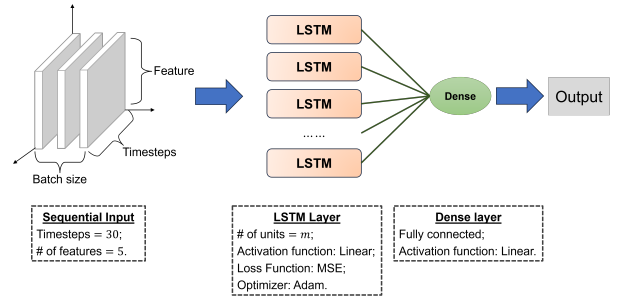 Feature
Timesteps
Batch size
LSTM
LSTM
LSTM
... ...
LSTM
Dense
Output
Sequential Input
Timesteps = 30;
# of features = 5.
LSTM Layer
# of units = m;
Activation function: Linear;
Loss Function: MSE;
Optimizer: Adam.
Dense layer
Fully connected;
Activation function: Linear.